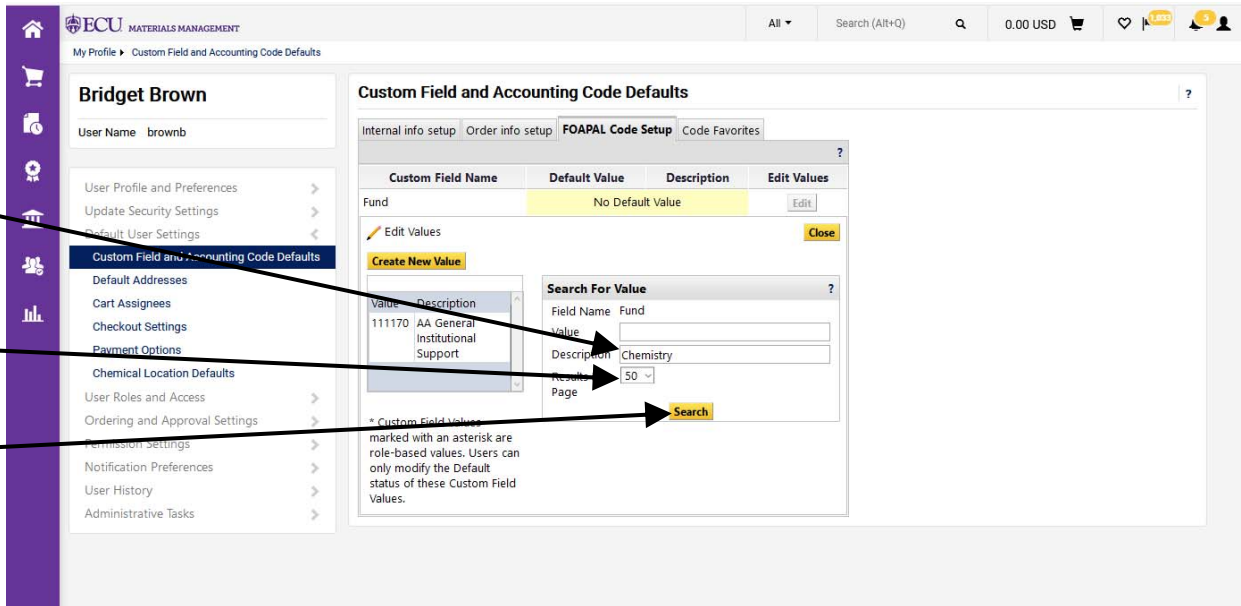 ECU MATERIALS MANAGEMENT
All
Search (Alt+Q)
0.00 USD
1,033
5
My Profile
Custom Field and Accounting Code Defaults
Bridget Brown
User Name brownb
User Profile and Preferences
Update Security Settings
Default User Settings
Custom Field and Accounting Code Defaults
Default Addresses
Cart Assignees
Checkout Settings
Payment Options
Chemical Location Defaults
User Roles and Access
Ordering and Approval Settings
Permission Settings
Notification Preferences
User History
Administrative Tasks
Custom Field and Accounting Code Defaults
?
Internal info setup Order info setup FOAPAL Code Setup Code Favorites
?
Custom Field Name Default Value Description Edit Values
Fund No Default Value Edit
Edit Values Close
Create New Value
Value Description
111170 AA General
Institutional
Support
* Custom Field Values
marked with an asterisk are
role-based values. Users can
only modify the Default
status of these Custom Field
Values.
Search For Value ?
Field Name Fund
Value
Description Chemistry
Results 50
Page
Search